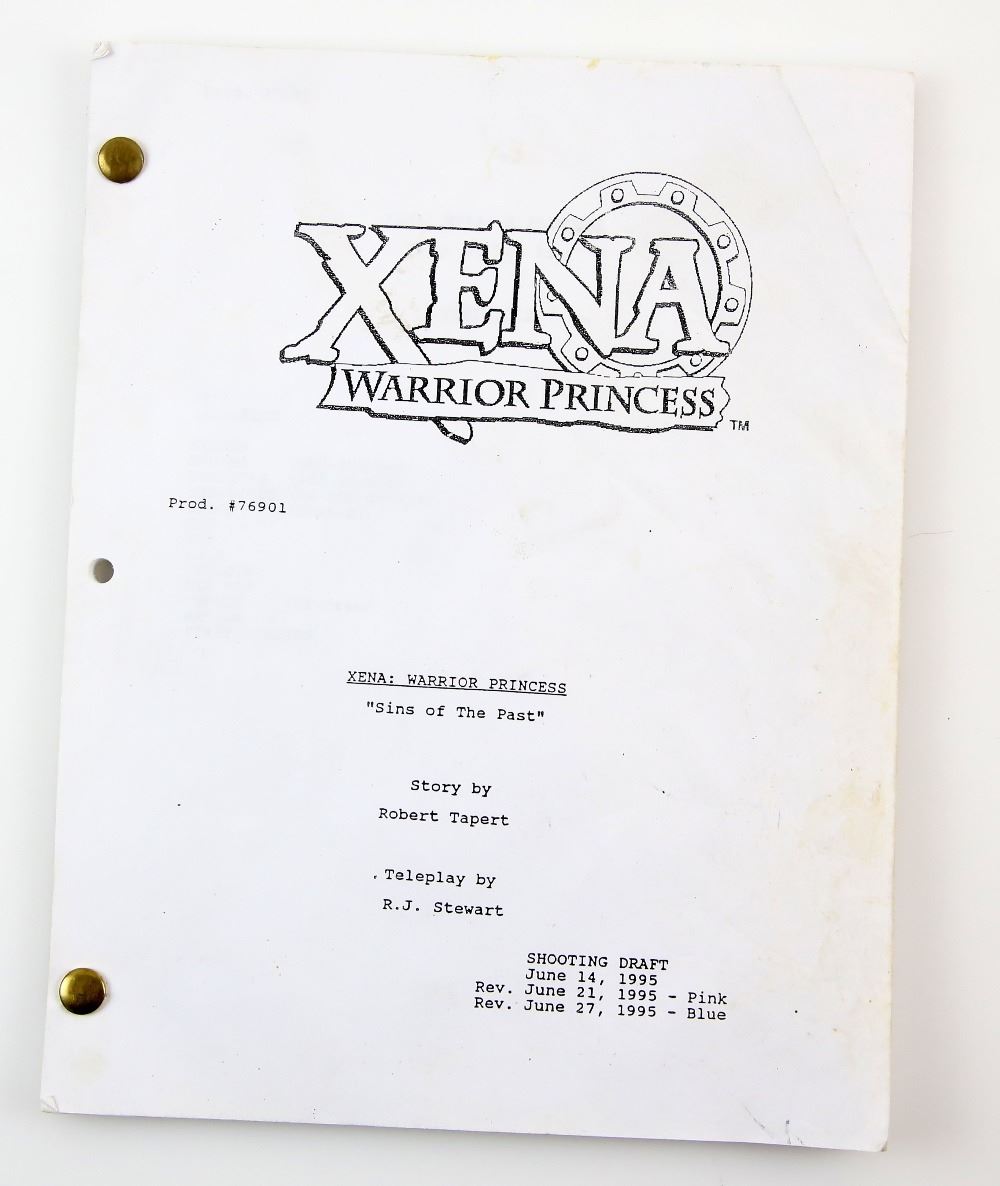 XENA
WARRIOR PRINCESS
TM
Prod. #76901
XENA: WARRIOR PRINCESS
"Sins of The Past"
Story by
Robert Tapert
Teleplay by
R.J. Stewart
SHOOTING DRAFT
June 14, 1995
Rev. June 21, 1995 - Pink
Rev. June 27, 1995 - Blue